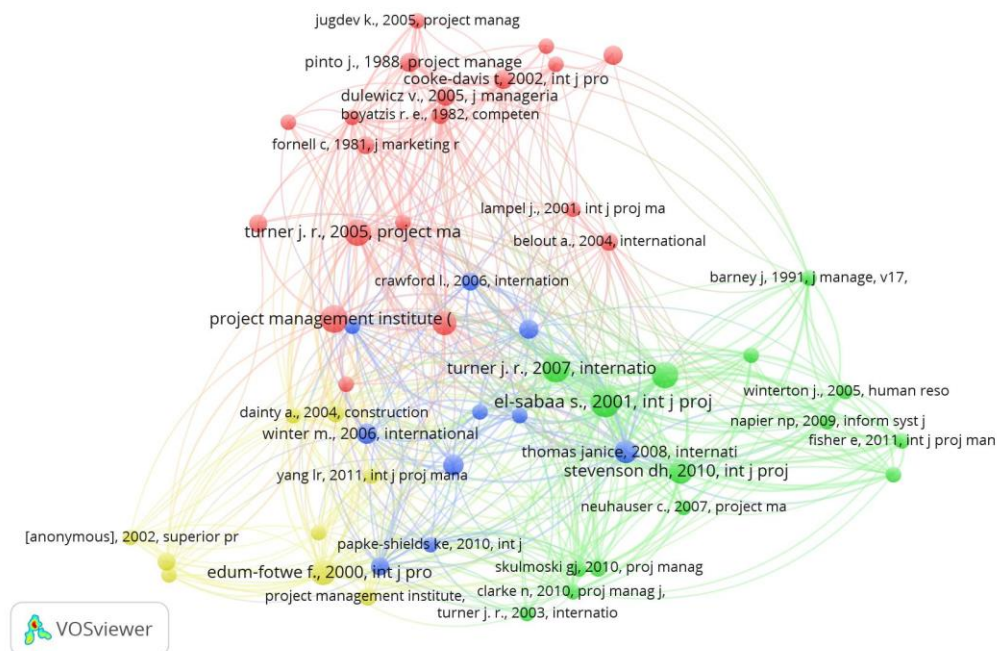 jugdev k., 2005, project manag
pinto j., 1988, project manage
cooke-davis t, 2002, int j pro
dulewicz v., 2005, j manageria
boyatzis r. e., 1982, competen
fornell c, 1981, j marketing r
lampel j., 2001, int j proj ma
turner j. r., 2005, project ma
belout a., 2004, international
barney j, 1991, j manage, v17,
crawford l., 2006, internation
project management institute (
turner j. r., 2007, internatio
winterton j., 2005, human reso
el-sabaa s., 2001, int j proj
dainty a., 2004, construction
napier np, 2009, inform syst j
winter m., 2006, international
fisher e, 2011, int j proj man
thomas janice, 2008, internati
stevenson dh, 2010, int j proj
yang lr, 2011, int j proj mana
neuhauser c., 2007, project ma
[anonymous], 2002, superior pr
papke-shields ke, 2010, int j
skulmoski gj, 2010, proj manag
edum-fotwe f., 2000, int j pro
clarke n, 2010, proj manag j,
project management institute,
turner j. r., 2003, internatio
VOSviewer